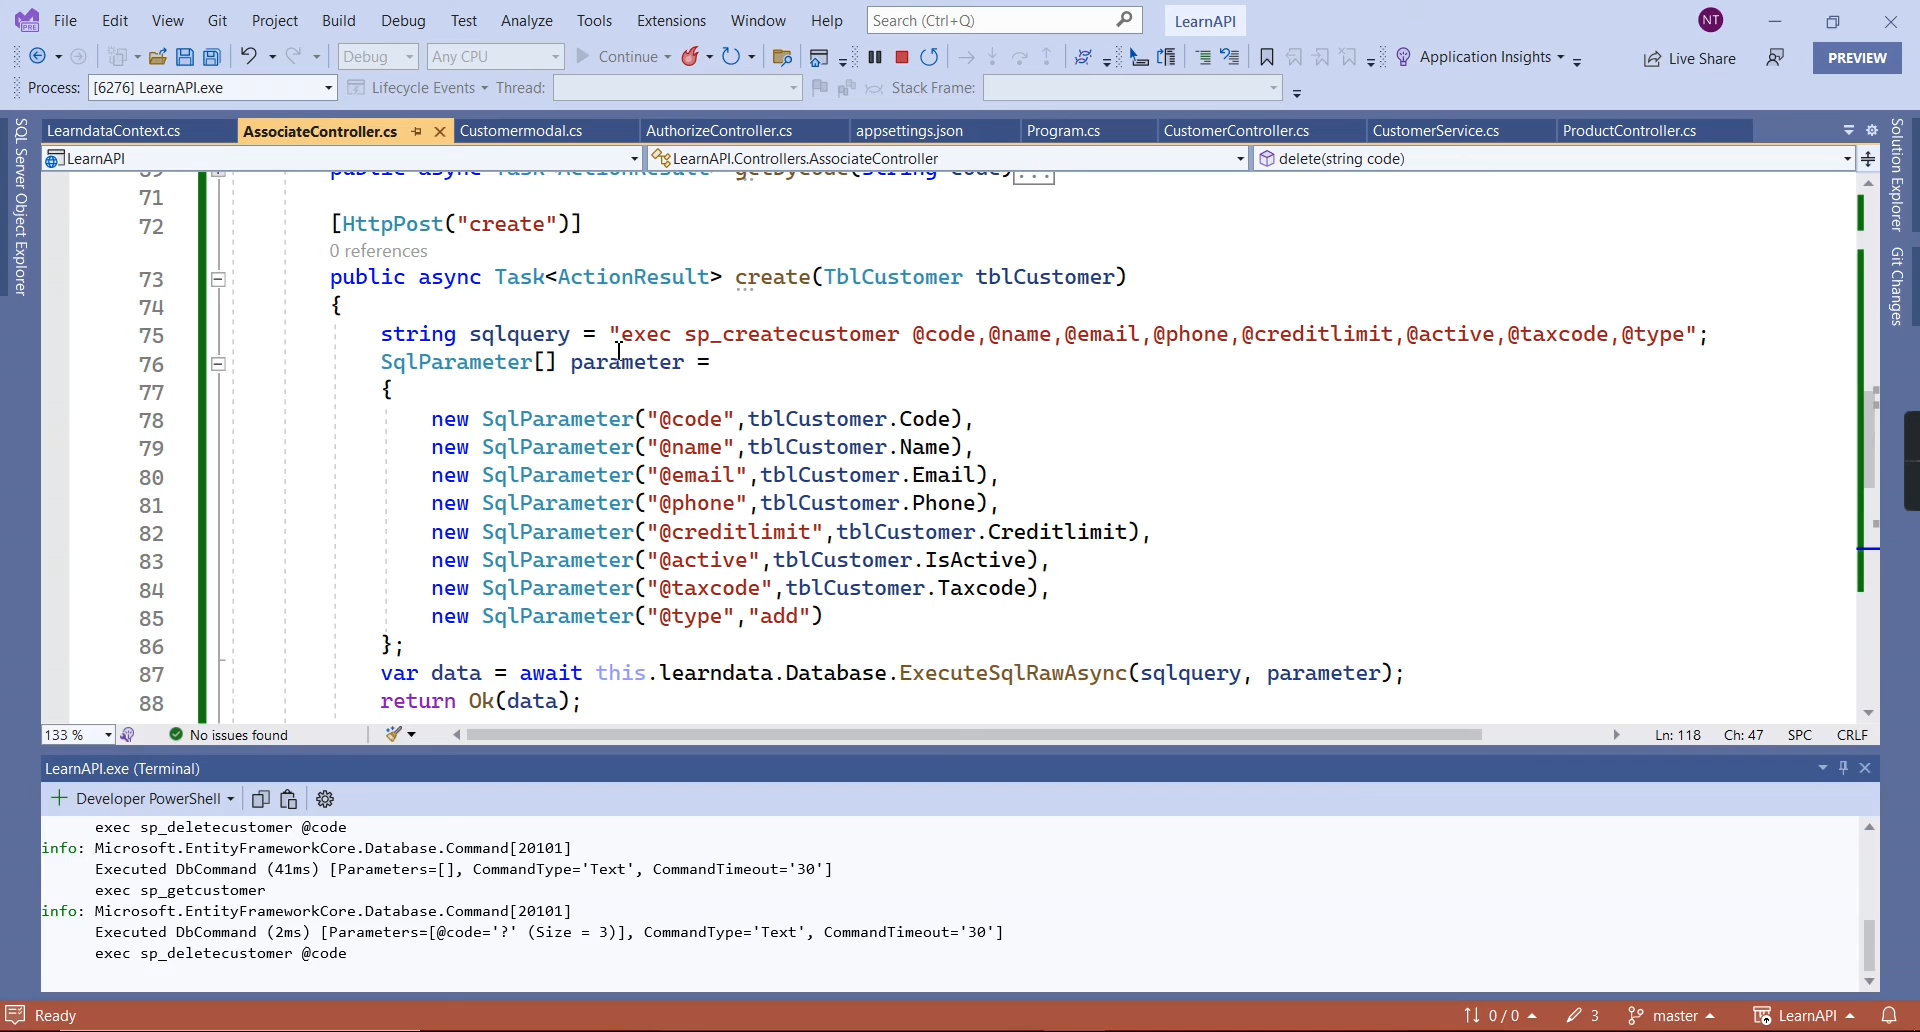 File Edit View Git Project Build Debug Test Analyze Tools Extensions Window Help Search (Ctrl+Q) LearnAPI NT
Debug Any CPU Continue Application Insights Live Share PREVIEW
Process: [6276] LearnAPI.exe Lifecycle Events Thread: Stack Frame:
LearndataContext.cs AssociateController.cs Customermodal.cs AuthorizeController.cs appsettings.json Program.cs CustomerController.cs CustomerService.cs ProductController.cs
LearnAPI LearnAPI.Controllers.AssociateController delete(string code)
SQL Server Object Explorer
Solution Explorer
Git Changes
71
72 [HttpPost("create")]
0 references
73 public async Task<ActionResult> create(TblCustomer tblCustomer)
74 {
75 string sqlquery = "exec sp_createcustomer @code,@name,@email,@phone,@creditlimit,@active,@taxcode,@type";
76 SqlParameter[] parameter =
77 {
78 new SqlParameter("@code",tblCustomer.Code),
79 new SqlParameter("@name",tblCustomer.Name),
80 new SqlParameter("@email",tblCustomer.Email),
81 new SqlParameter("@phone",tblCustomer.Phone),
82 new SqlParameter("@creditlimit",tblCustomer.Creditlimit),
83 new SqlParameter("@active",tblCustomer.IsActive),
84 new SqlParameter("@taxcode",tblCustomer.Taxcode),
85 new SqlParameter("@type","add")
86 };
87 var data = await this.learndata.Database.ExecuteSqlRawAsync(sqlquery, parameter);
88 return Ok(data);
133 % No issues found Ln: 118 Ch: 47 SPC CRLF
LearnAPI.exe (Terminal)
Developer PowerShell
exec sp_deletecustomer @code
info: Microsoft.EntityFrameworkCore.Database.Command[20101]
Executed DbCommand (41ms) [Parameters=[], CommandType='Text', CommandTimeout='30']
exec sp_getcustomer
info: Microsoft.EntityFrameworkCore.Database.Command[20101]
Executed DbCommand (2ms) [Parameters=[@code='?' (Size = 3)], CommandType='Text', CommandTimeout='30']
exec sp_deletecustomer @code
Ready 0 / 0 3 master LearnAPI